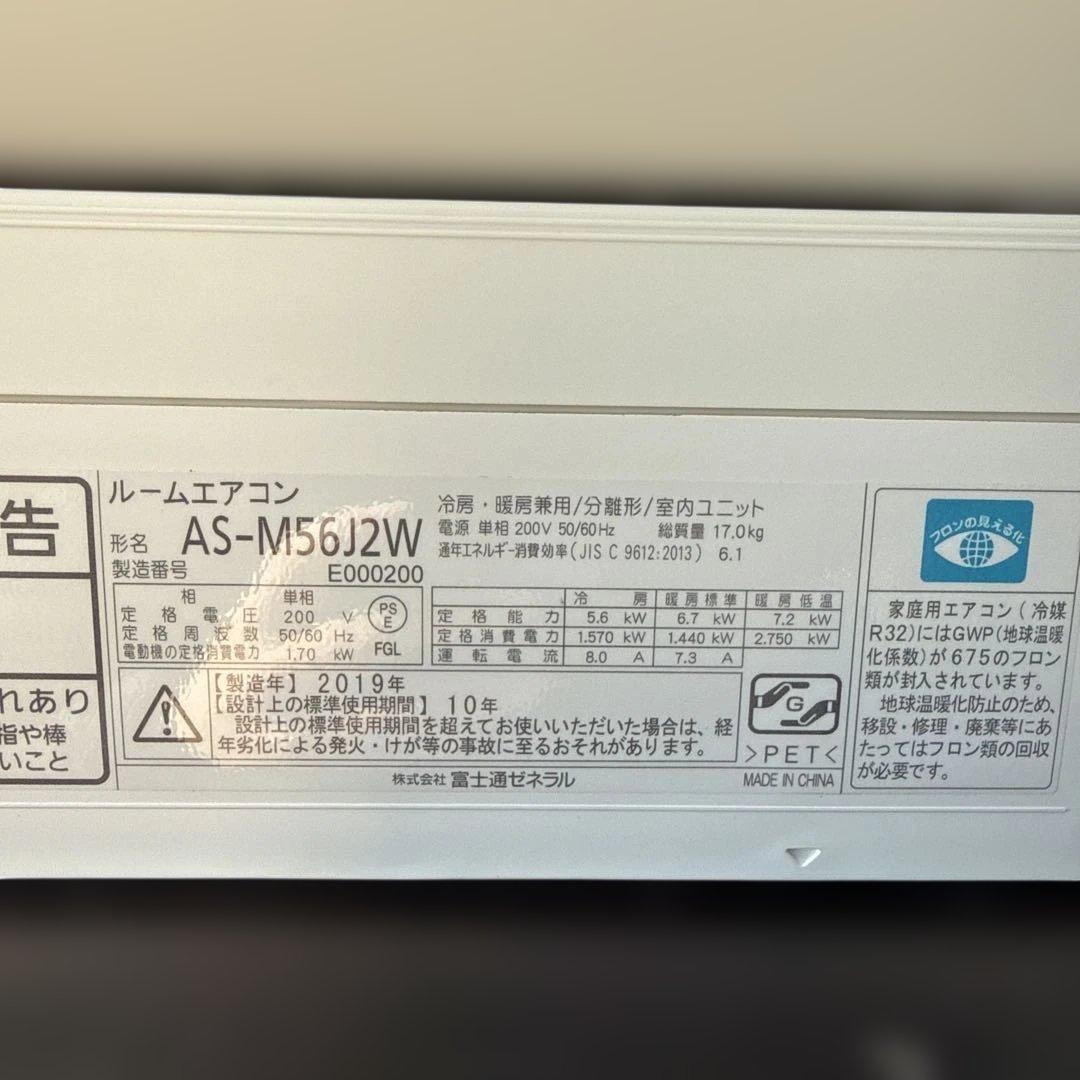 告
れあり
指や棒
いこと
ルームエアコン
形名 AS-M56J2W
製造番号 E000200
冷房・暖房兼用/分離形/室内ユニット
電源 単相 200V 50/60Hz 総質量 17.0kg
通年エネルギー消費効率(JIS C 9612:2013) 6.1
相 単相
定格電圧 200 V
定格周波数 50/60 Hz
電動機の定格消費電力 1.70 kW
PS
E
FGL
冷房 暖房標準 暖房低温
定格能力 5.6 kW 6.7 kW 7.2 kW
定格消費電力 1.570 kW 1.440 kW 2.750 kW
運転電流 8.0 A 7.3 A
【製造年】2019年
【設計上の標準使用期間】10年
設計上の標準使用期間を超えてお使いいただいた場合は、経
年劣化による発火・けが等の事故に至るおそれがあります。
G
>PET<
株式会社 富士通ゼネラル
MADE IN CHINA
フロンの見える化
家庭用エアコン(冷媒
R32)にはGWP(地球温暖
化係数)が675のフロン
類が封入されています。
地球温暖化防止のため、
移設・修理・廃棄等にあ
たってはフロン類の回収
が必要です。